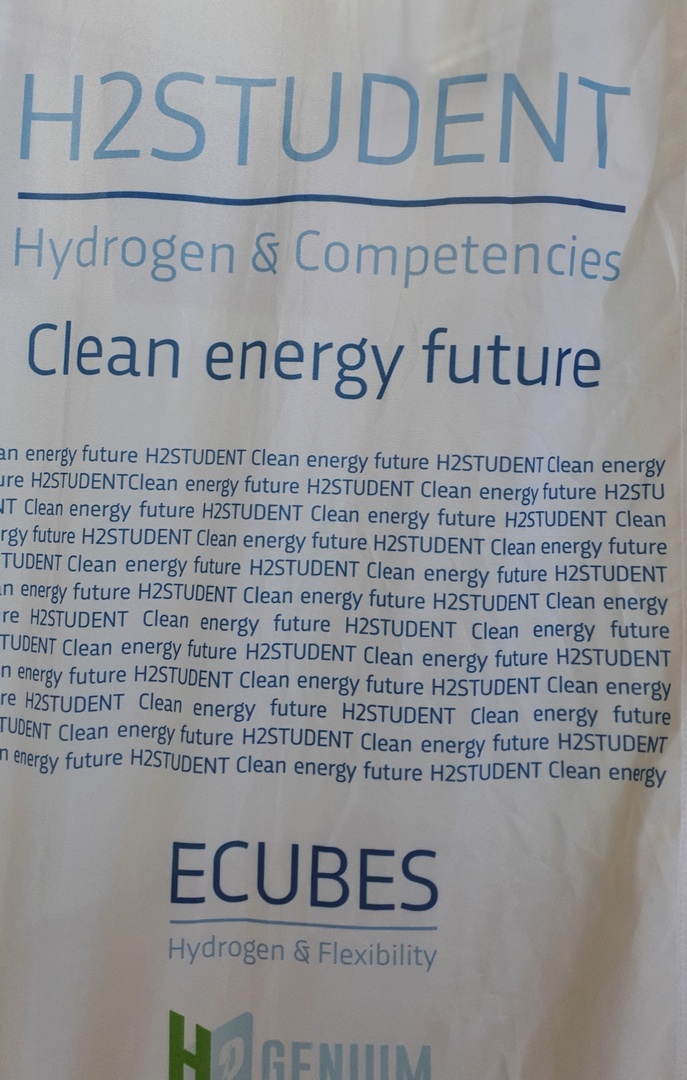 H2STUDENT
Hydrogen & Competencies
Clean energy future
an energy future H2STUDENT Clean energy future H2STUDENT Clean energy
ure H2STUDENTClean energy future H2STUDENT Clean energy future H2STU
NT Clean energy future H2STUDENT Clean energy future H2STUDENT Clean
rgy future H2STUDENT Clean energy future H2STUDENT Clean energy future
TUDENT Clean energy future H2STUDENT Clean energy future H2STUDENT
an energy future H2STUDENT Clean energy future H2STUDENT Clean energy
re H2STUDENT Clean energy future H2STUDENT Clean energy future
TUDENT Clean energy future H2STUDENT Clean energy future H2STUDENT
n energy future H2STUDENT Clean energy future H2STUDENT Clean energy
re H2STUDENT Clean energy future H2STUDENT Clean energy future
TUDENT Clean energy future H2STUDENT Clean energy future H2STUDENT
n energy future H2STUDENT Clean energy future H2STUDENT Clean energy
ECUBES
Hydrogen & Flexibility
H2 GENIUM